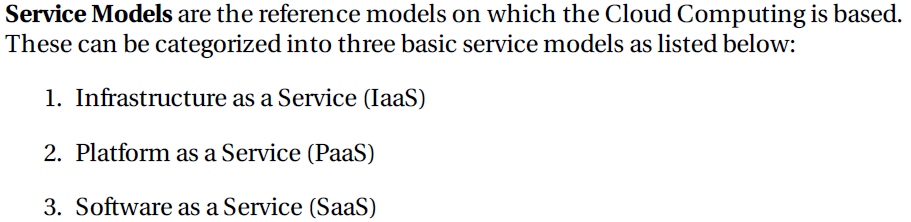 Service Models are the reference models on which the Cloud Computing is based.
These can be categorized into three basic service models as listed below:
1. Infrastructure as a Service (IaaS)
2. Platform as a Service (PaaS)
3. Software as a Service (SaaS)